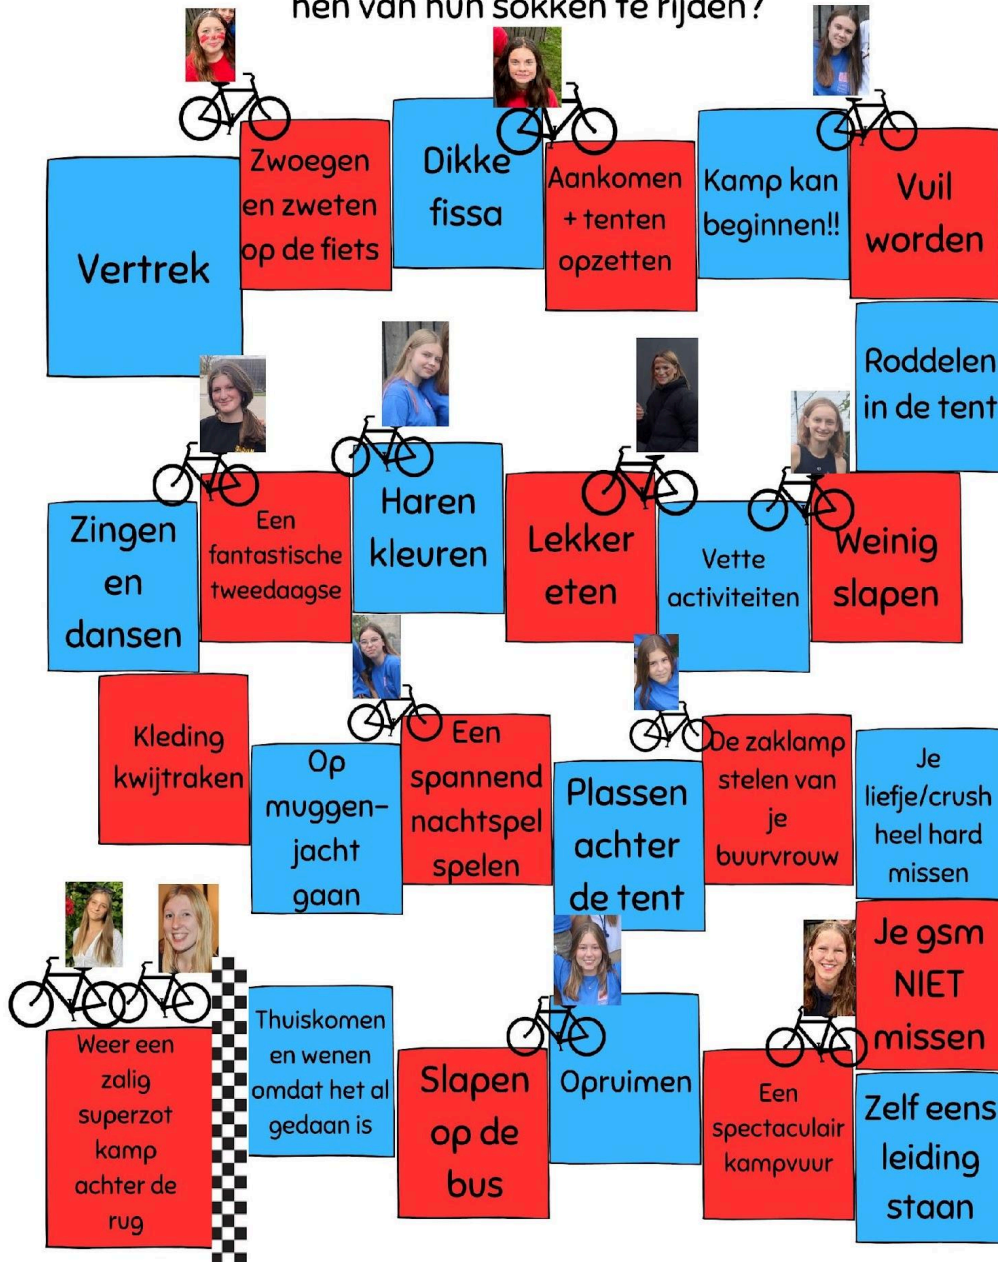 nen van hun sokken te rijden?
Vertrek
Zwoegen
en zweten
op de fiets
Dikke
fissa
Aankomen
+ tenten
opzetten
Kamp kan
beginnen!!
Vuil
worden
Roddelen
in de tent
Weinig
slapen
Vette
activiteiten
Lekker
eten
Haren
kleuren
Een
fantastische
tweedaagse
Zingen
en
dansen
Kleding
kwijtraken
Op
muggen-
jacht
gaan
Een
spannend
nachtspel
spelen
Plassen
achter
de tent
De zaklamp
stelen van
je
buurvrouw
Je
liefje/crush
heel hard
missen
Je gsm
NIET
missen
Zelf eens
leiding
staan
Een
spectaculair
kampvuur
Opruimen
Slapen
op de
bus
Thuiskomen
en wenen
omdat het al
gedaan is
Weer een
zalig
superzot
kamp
achter de
rug